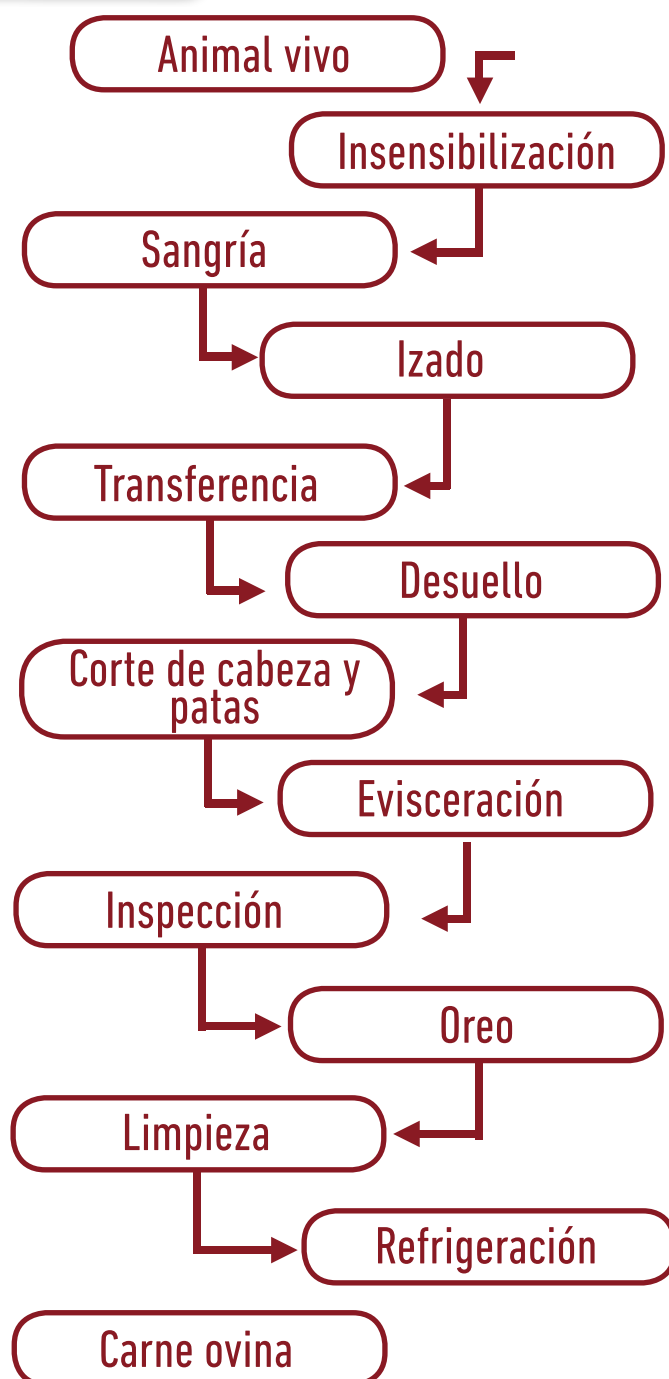 Animal vivo
Insensibilización
Sangría
Izado
Transferencia
Desuello
Corte de cabeza y
patas
Evisceración
Inspección
Oreo
Limpieza
Refrigeración
Carne ovina